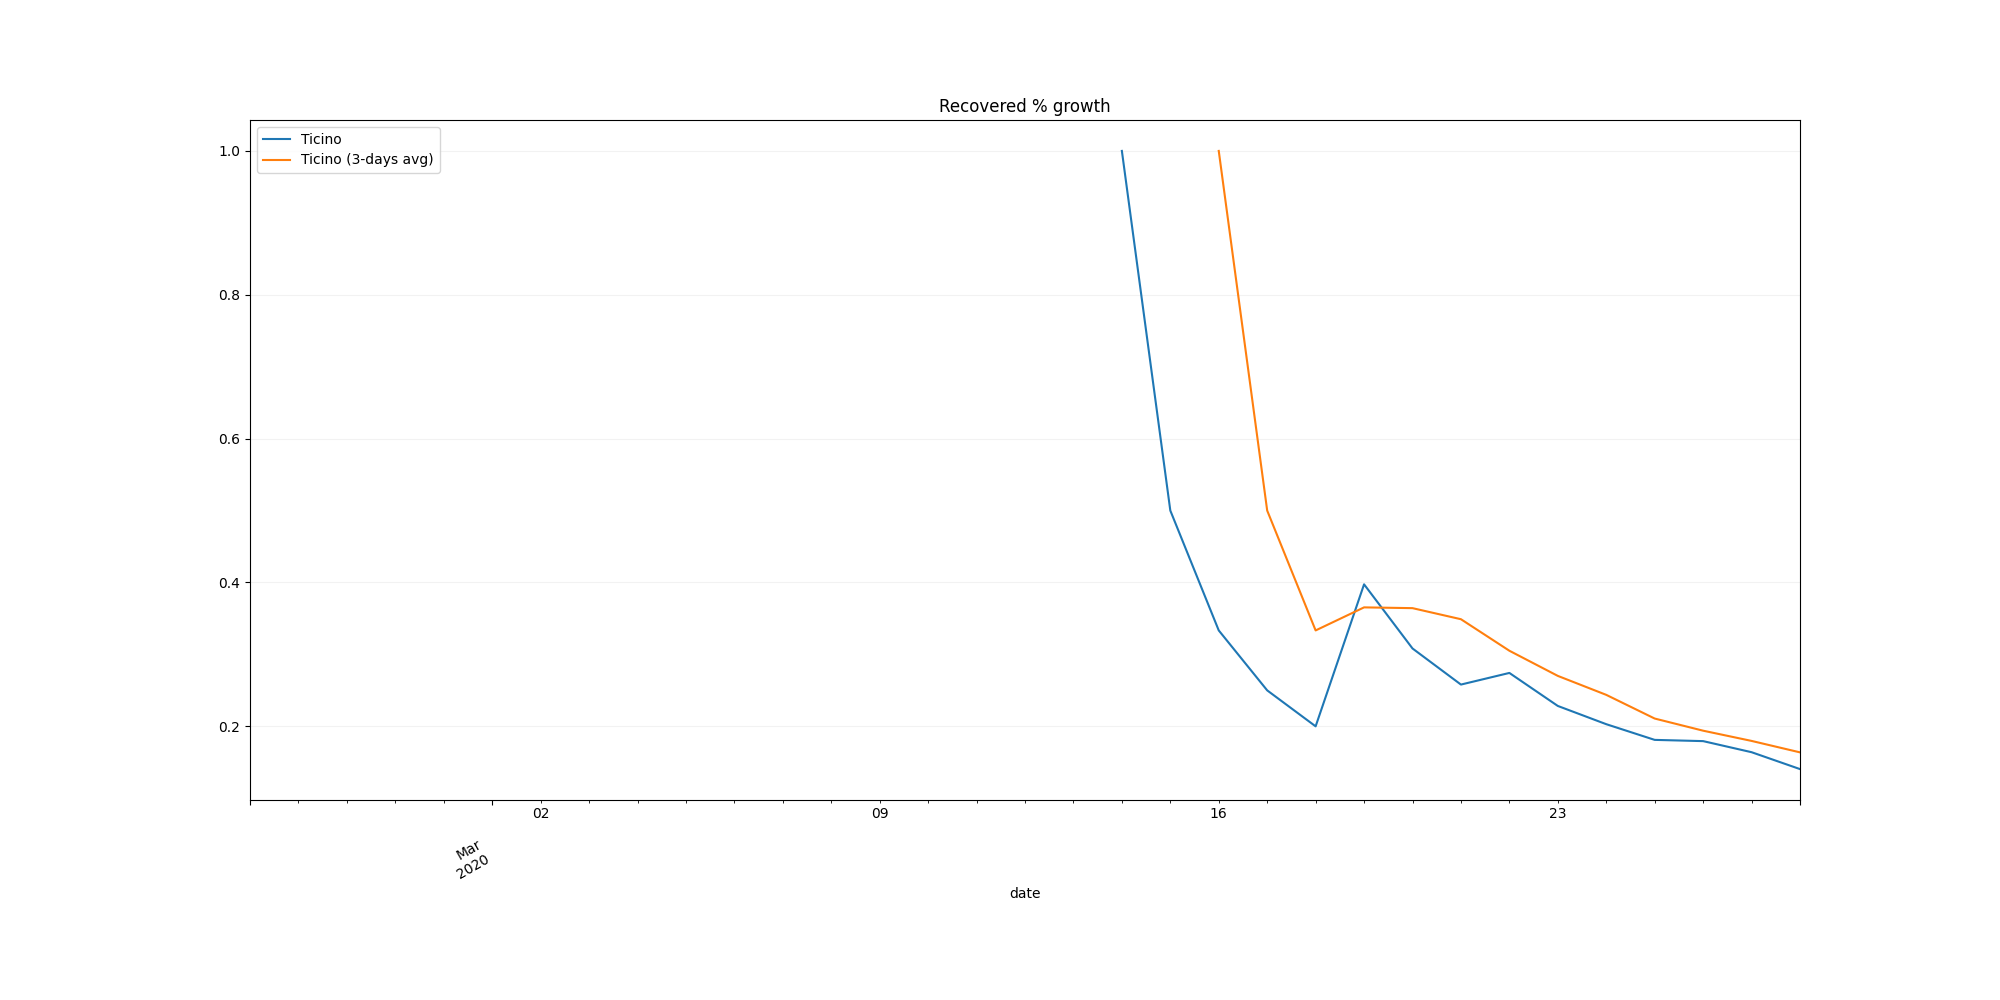 Recovered % growth
Ticino
Ticino (3-days avg)
1.0
0.8
0.6
0.4
0.2
02
09
16
23
Mar
2020
date